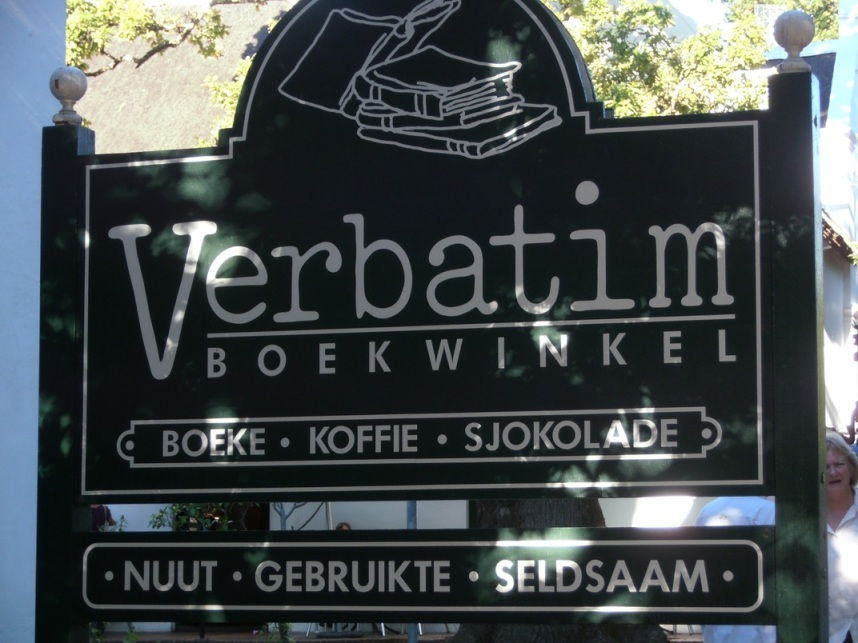 Verbatim
BOEKWINKEL
BOEKE • KOFFIE • SJOKOLADE
• NUUT • GEBRUIKTE • SELDSAAM •